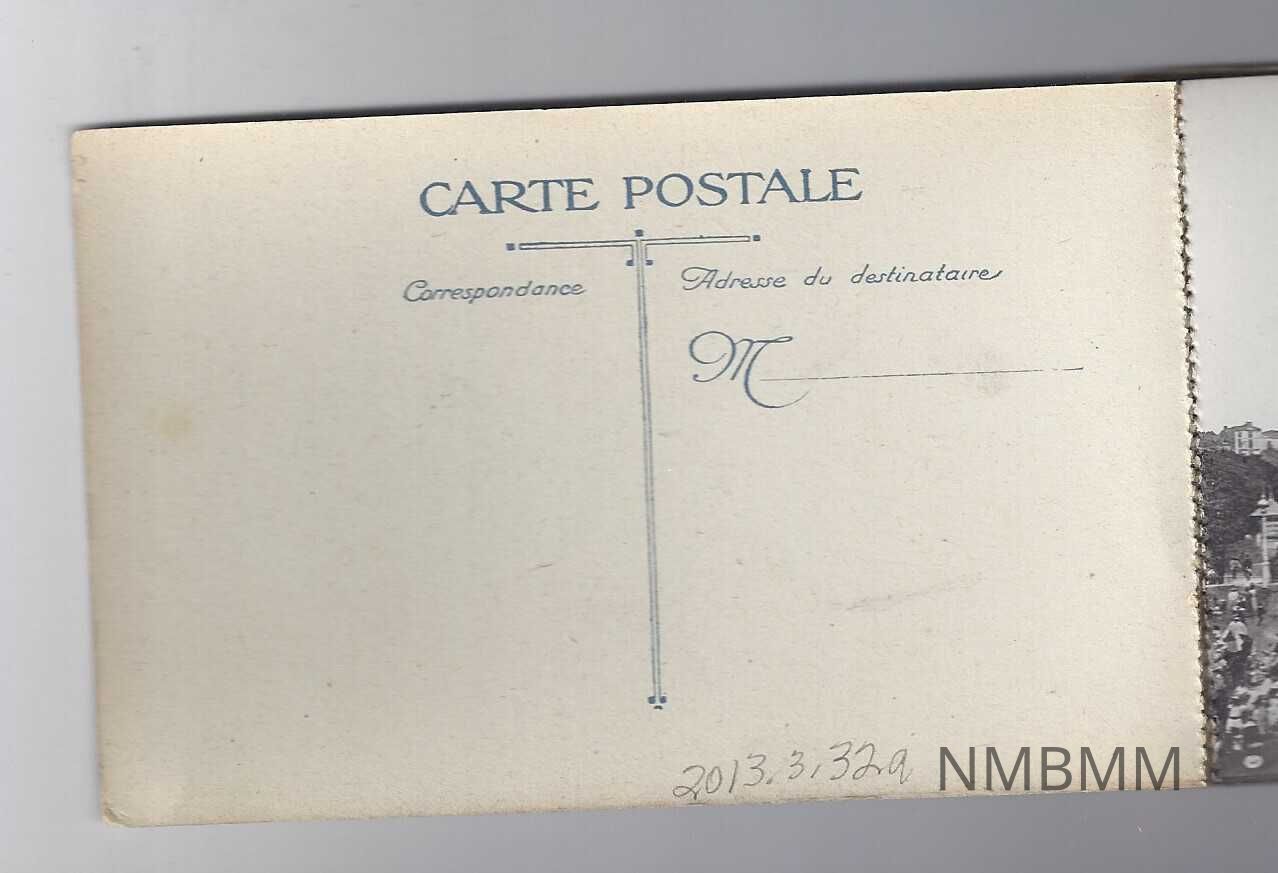 CARTE POSTALE
Correspondance
Adresse du destinataire
M
2013.3.32a
NMBMM